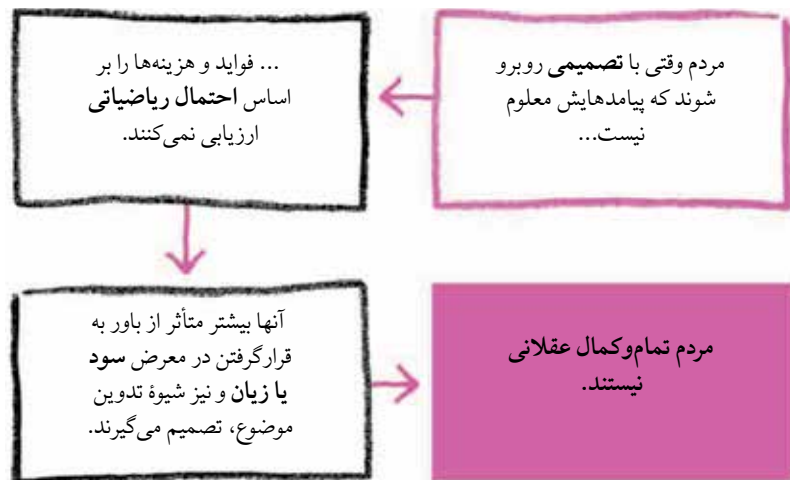 مردم وقتی با تصمیمی روبرو
شوند که پیامدهایش معلوم
نیست...
... فواید و هزینه‌ها را بر
اساس احتمال ریاضیاتی
ارزیابی نمی‌کنند.
آنها بیشتر متأثر از باور به
قرارگرفتن در معرض سود
یا زیان و نیز شیوۀ تدوین
موضوع، تصمیم می‌گیرند.
مردم تمام‌وکمال عقلانی
نیستند.